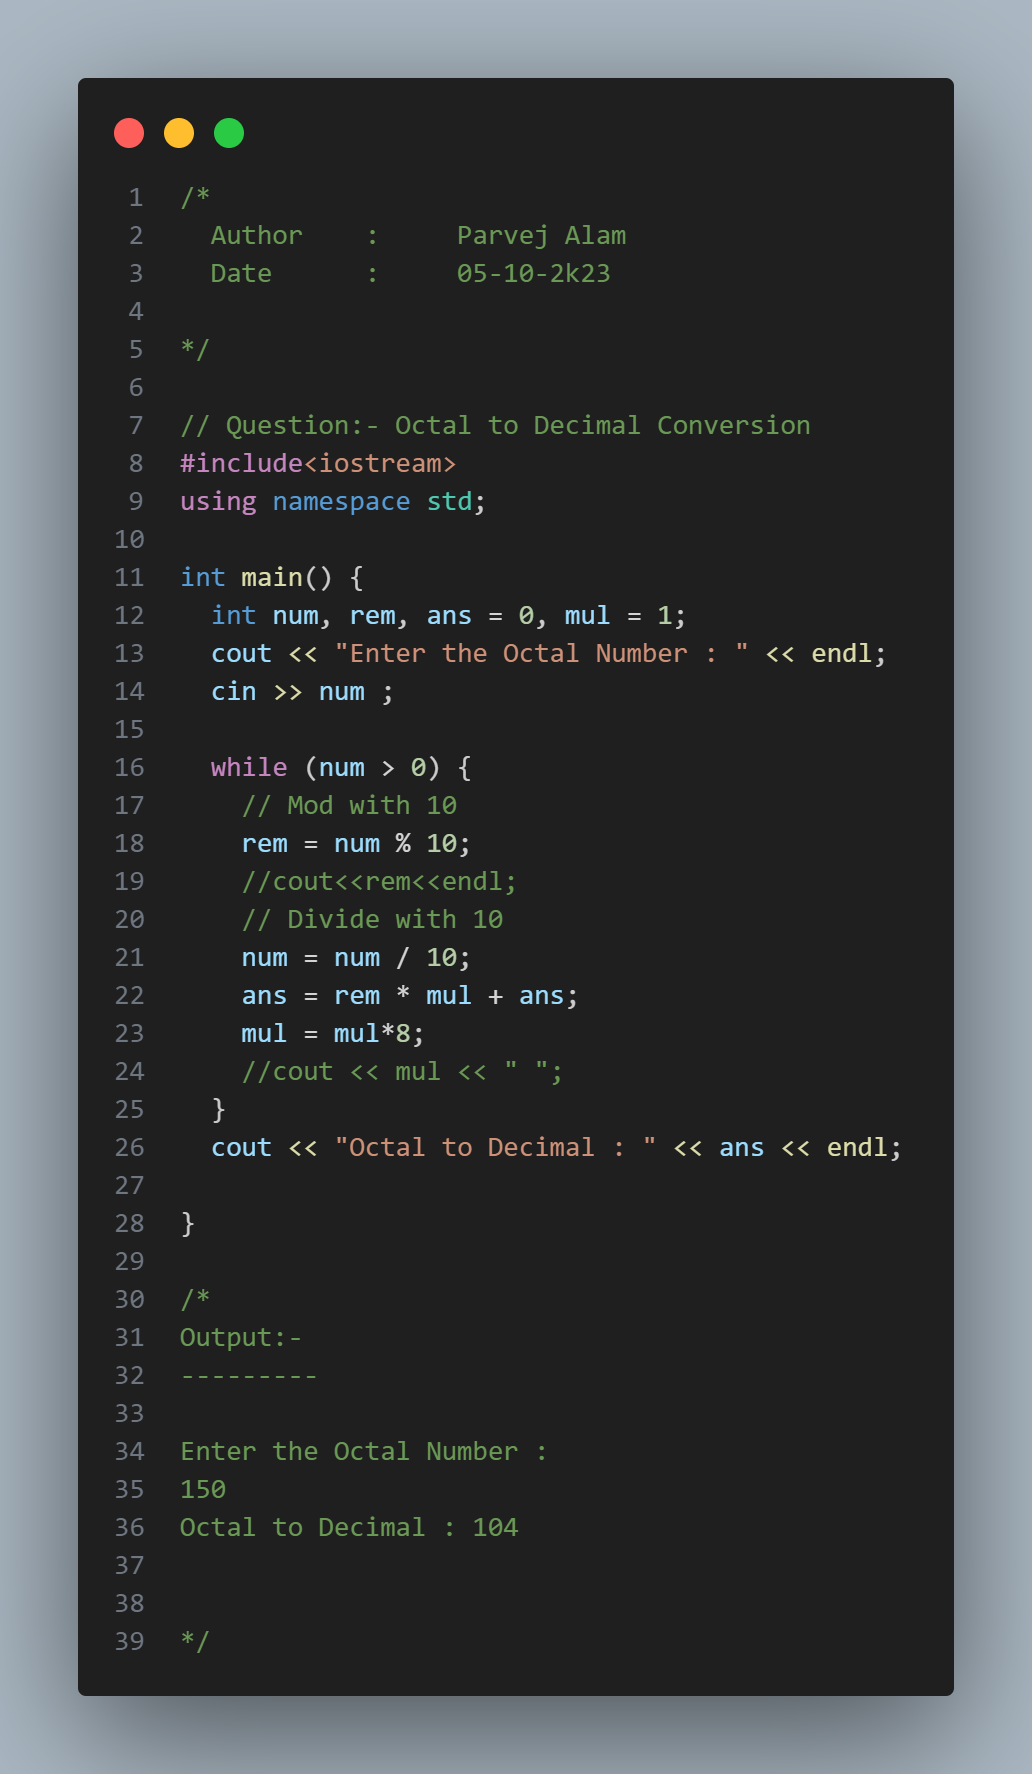 1 /*
2   Author    :     Parvej Alam
3   Date      :     05-10-2k23
4
5 */
6
7 // Question:- Octal to Decimal Conversion
8 #include<iostream>
9 using namespace std;
10
11 int main() {
12   int num, rem, ans = 0, mul = 1;
13   cout << "Enter the Octal Number : " << endl;
14   cin >> num ;
15
16   while (num > 0) {
17     // Mod with 10
18     rem = num % 10;
19     //cout<<rem<<endl;
20     // Divide with 10
21     num = num / 10;
22     ans = rem * mul + ans;
23     mul = mul*8;
24     //cout << mul << " ";
25   }
26   cout << "Octal to Decimal : " << ans << endl;
27
28 }
29
30 /*
31 Output:-
32 ---------
33
34 Enter the Octal Number :
35 150
36 Octal to Decimal : 104
37
38
39 */